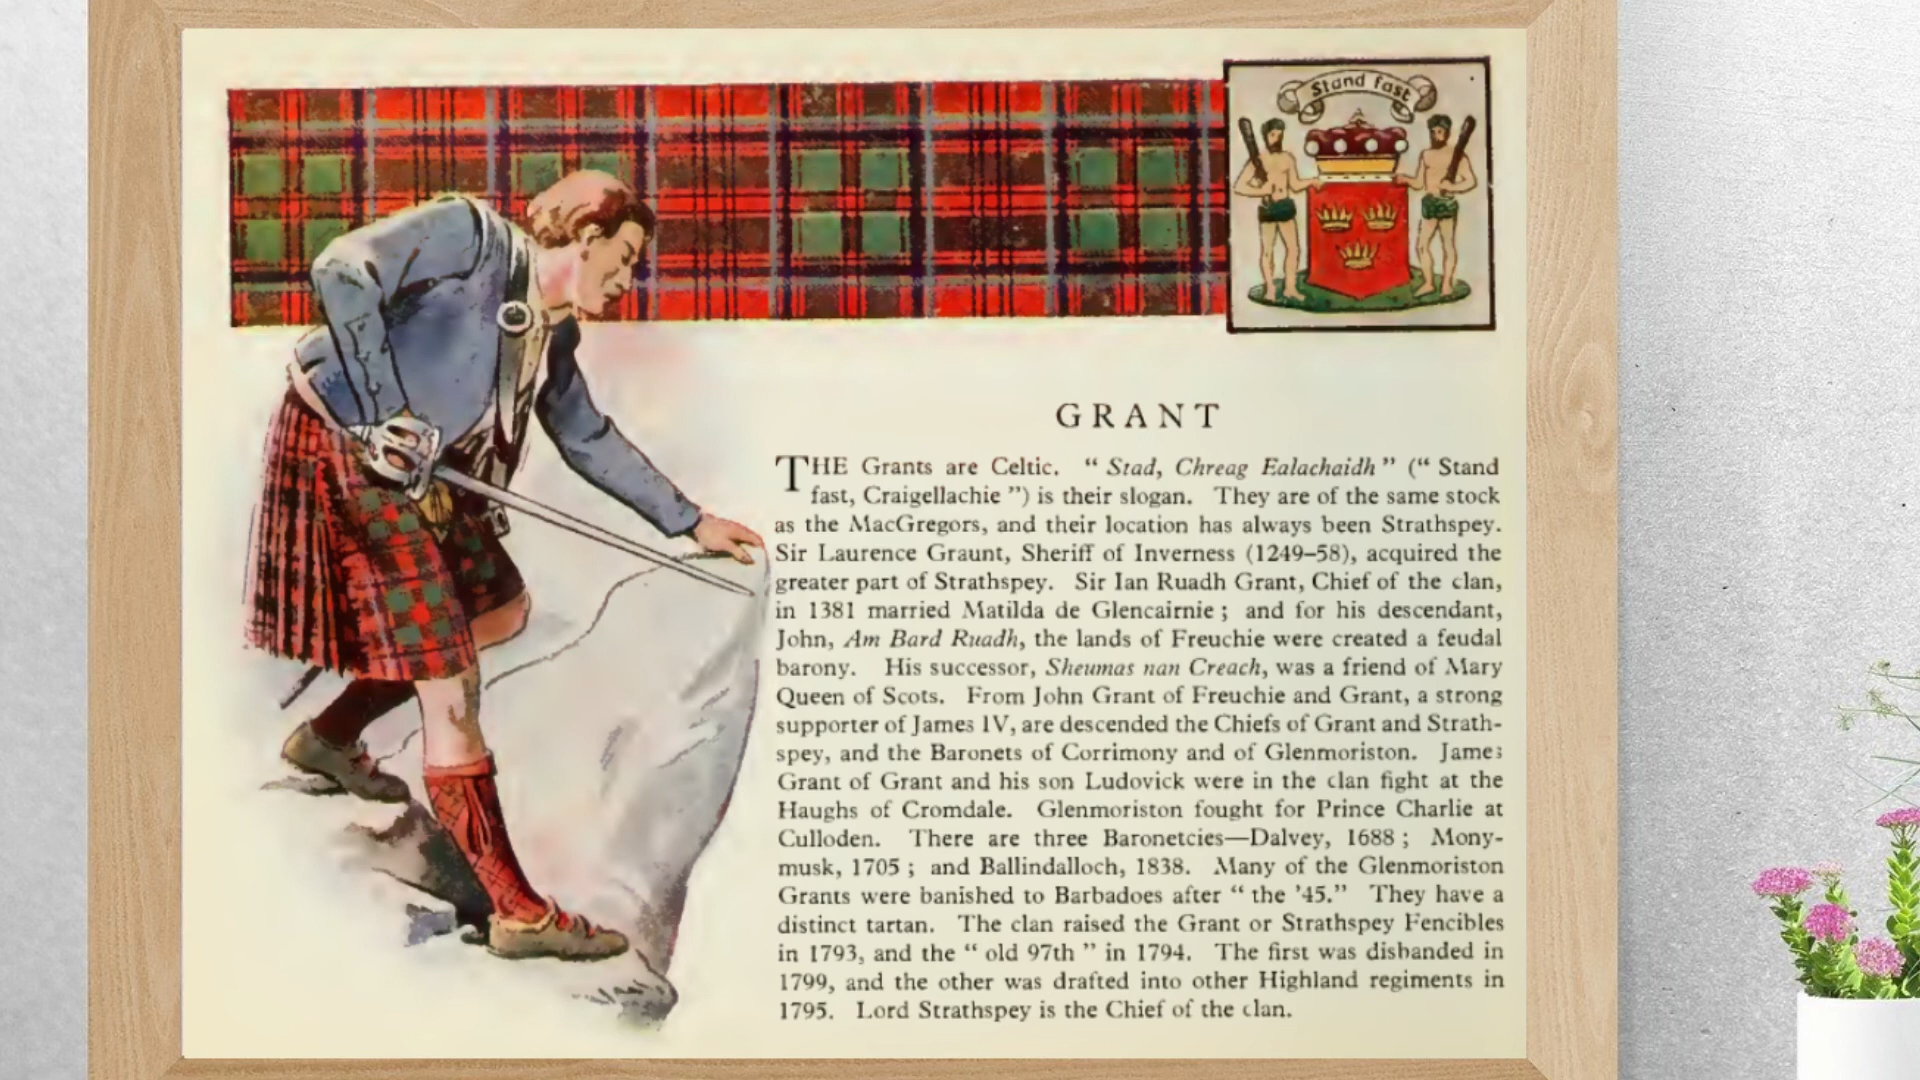 Stand fast
GRANT
THE Grants are Celtic. “ Stad, Chreag Ealachaidh ” (“ Stand
fast, Craigellachie ”) is their slogan. They are of the same stock
as the MacGregors, and their location has always been Strathspey.
Sir Laurence Graunt, Sheriff of Inverness (1249–58), acquired the
greater part of Strathspey. Sir Ian Ruadh Grant, Chief of the clan,
in 1381 married Matilda de Glencairnie ; and for his descendant,
John, Am Bard Ruadh, the lands of Freuchie were created a feudal
barony. His successor, Sheumas nan Creach, was a friend of Mary
Queen of Scots. From John Grant of Freuchie and Grant, a strong
supporter of James IV, are descended the Chiefs of Grant and Strath-
spey, and the Baronets of Corrimony and of Glenmoriston. James
Grant of Grant and his son Ludovick were in the clan fight at the
Haughs of Cromdale. Glenmoriston fought for Prince Charlie at
Culloden. There are three Baronetcies—Dalvey, 1688 ; Mony-
musk, 1705 ; and Ballindalloch, 1838. Many of the Glenmoriston
Grants were banished to Barbadoes after “ the ’45.” They have a
distinct tartan. The clan raised the Grant or Strathspey Fencibles
in 1793, and the “ old 97th ” in 1794. The first was disbanded in
1799, and the other was drafted into other Highland regiments in
1795. Lord Strathspey is the Chief of the clan.